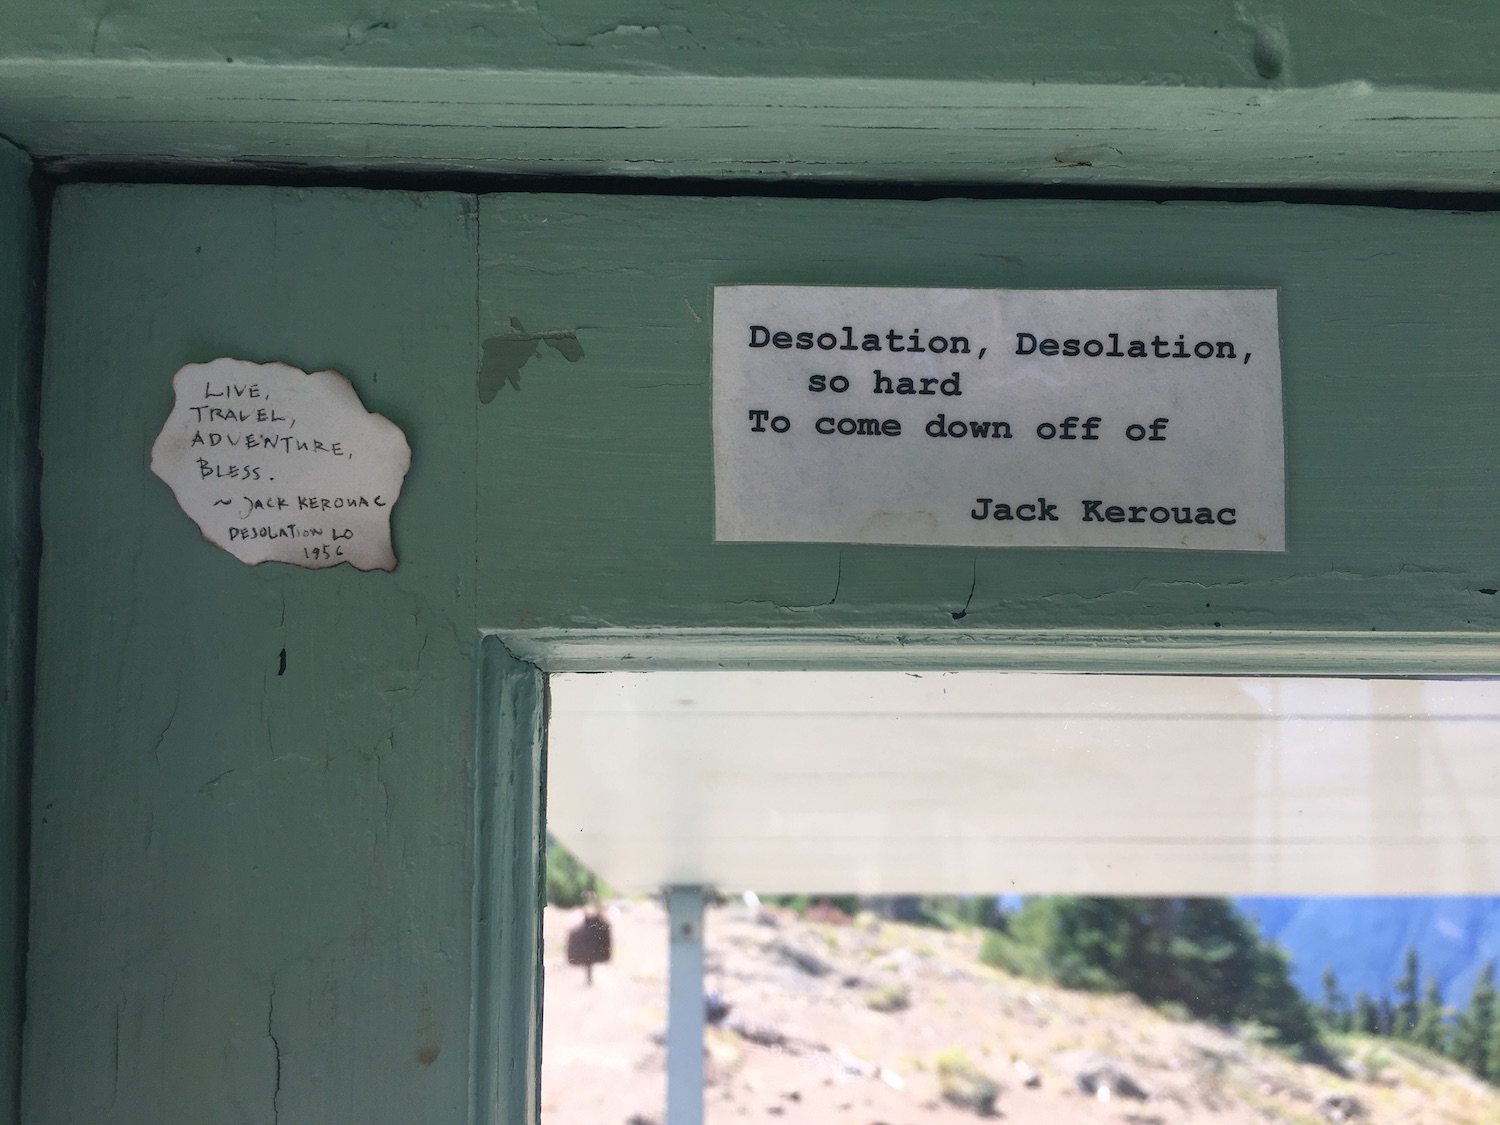 LIVE,
TRAVEL,
ADVENTURE,
BLESS.
~ JACK KEROUAC
DESOLATION LO
1956
Desolation, Desolation,
so hard
To come down off of
Jack Kerouac